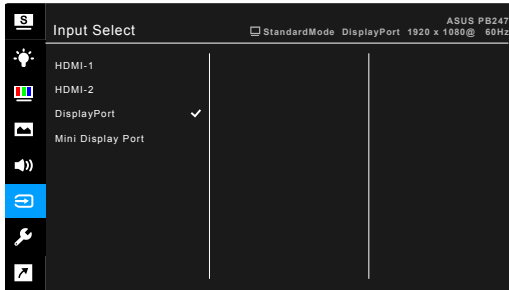 S
Input Select
ASUS PB247
StandardMode DisplayPort 1920 x 1080@ 60Hz
HDMI-1
HDMI-2
DisplayPort
Mini Display Port